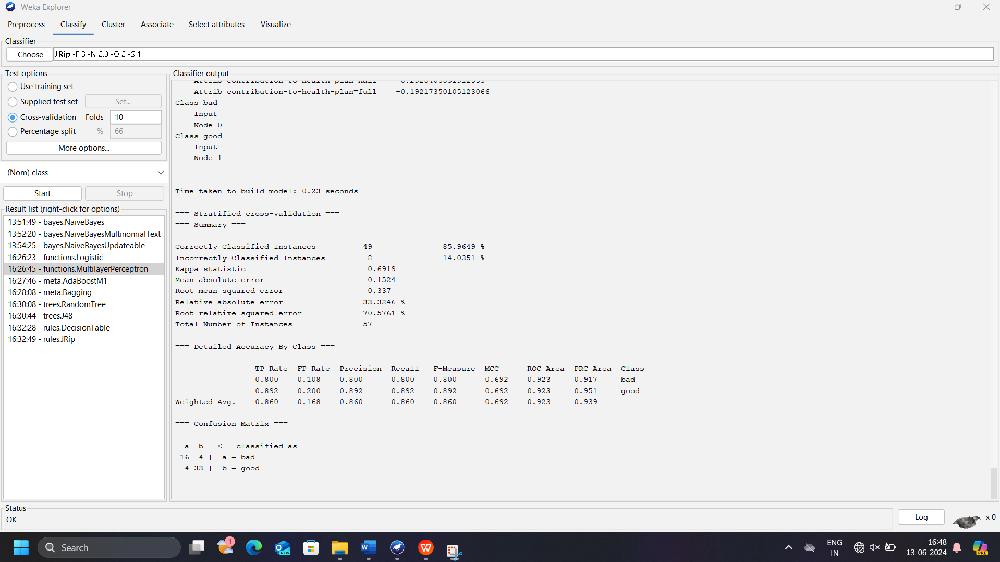 Weka Explorer
Preprocess Classify Cluster Associate Select attributes Visualize
Classifier
Choose JRip -F 3 -N 2.0 -O 2 -S 1
Test options
Use training set
Supplied test set Set...
Cross-validation Folds 10
Percentage split % 66
More options...
(Nom) class
Start Stop
Result list (right-click for options)
13:51:49 - bayes.NaiveBayes
13:52:20 - bayes.NaiveBayesMultinomialText
13:54:25 - bayes.NaiveBayesUpdateable
16:26:23 - functions.Logistic
16:26:45 - functions.MultilayerPerceptron
16:27:46 - meta.AdaBoostM1
16:28:08 - meta.Bagging
16:30:08 - trees.RandomTree
16:30:44 - trees.J48
16:32:28 - rules.DecisionTable
16:32:49 - rules.JRip
Classifier output
Attrib contribution-to-health-plan=full -0.19217350105123066
Class bad
Input
Node 0
Class good
Input
Node 1
Time taken to build model: 0.23 seconds
=== Stratified cross-validation ===
=== Summary ===
Correctly Classified Instances 49 85.9649 %
Incorrectly Classified Instances 8 14.0351 %
Kappa statistic 0.6919
Mean absolute error 0.1524
Root mean squared error 0.337
Relative absolute error 33.3246 %
Root relative squared error 70.5761 %
Total Number of Instances 57
=== Detailed Accuracy By Class ===
TP Rate FP Rate Precision Recall F-Measure MCC ROC Area PRC Area Class
0.800 0.108 0.800 0.800 0.800 0.692 0.923 0.917 bad
0.892 0.200 0.892 0.892 0.892 0.692 0.923 0.951 good
Weighted Avg. 0.860 0.168 0.860 0.860 0.860 0.692 0.923 0.939
=== Confusion Matrix ===
a b <-- classified as
16 4 | a = bad
4 33 | b = good
Status
OK
Log
x 0
Search
1
NEW
ENG
IN
16:48
13-06-2024
PRE